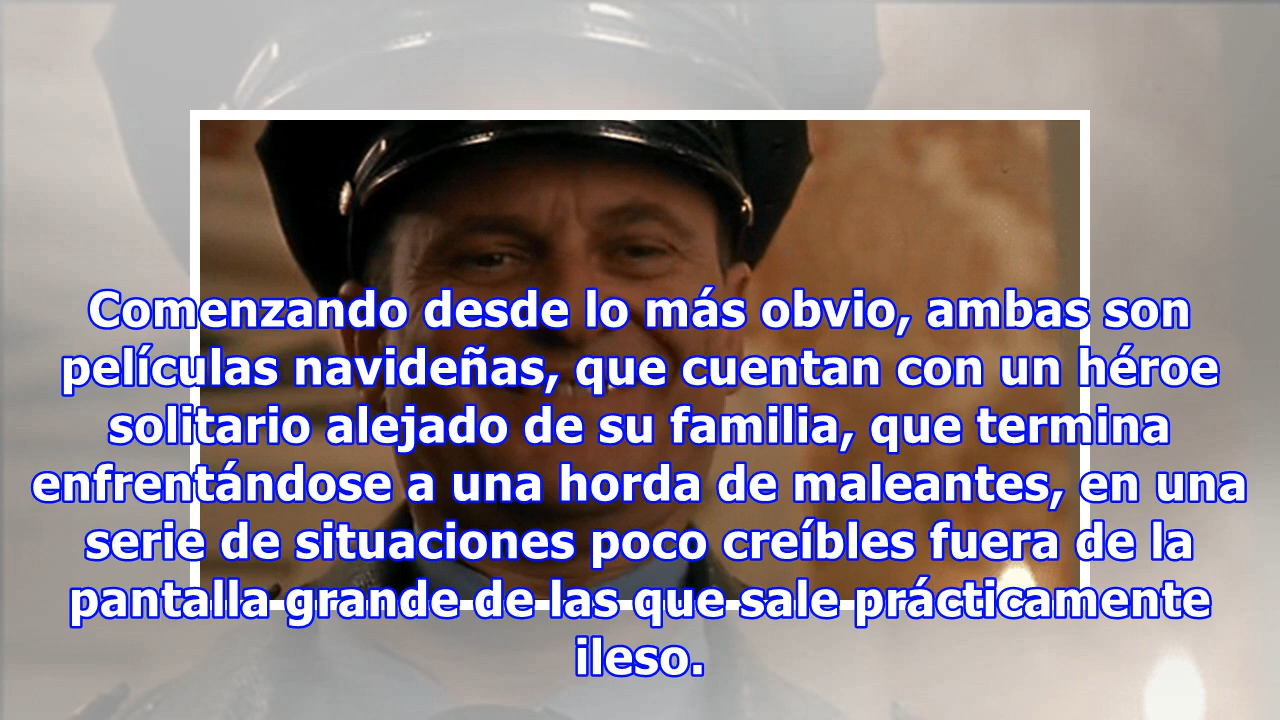 Comenzando desde lo más obvio, ambas son
películas navideñas, que cuentan con un héroe
solitario alejado de su familia, que termina
enfrentándose a una horda de maleantes, en una
serie de situaciones poco creíbles fuera de la
pantalla grande de las que sale prácticamente
ileso.